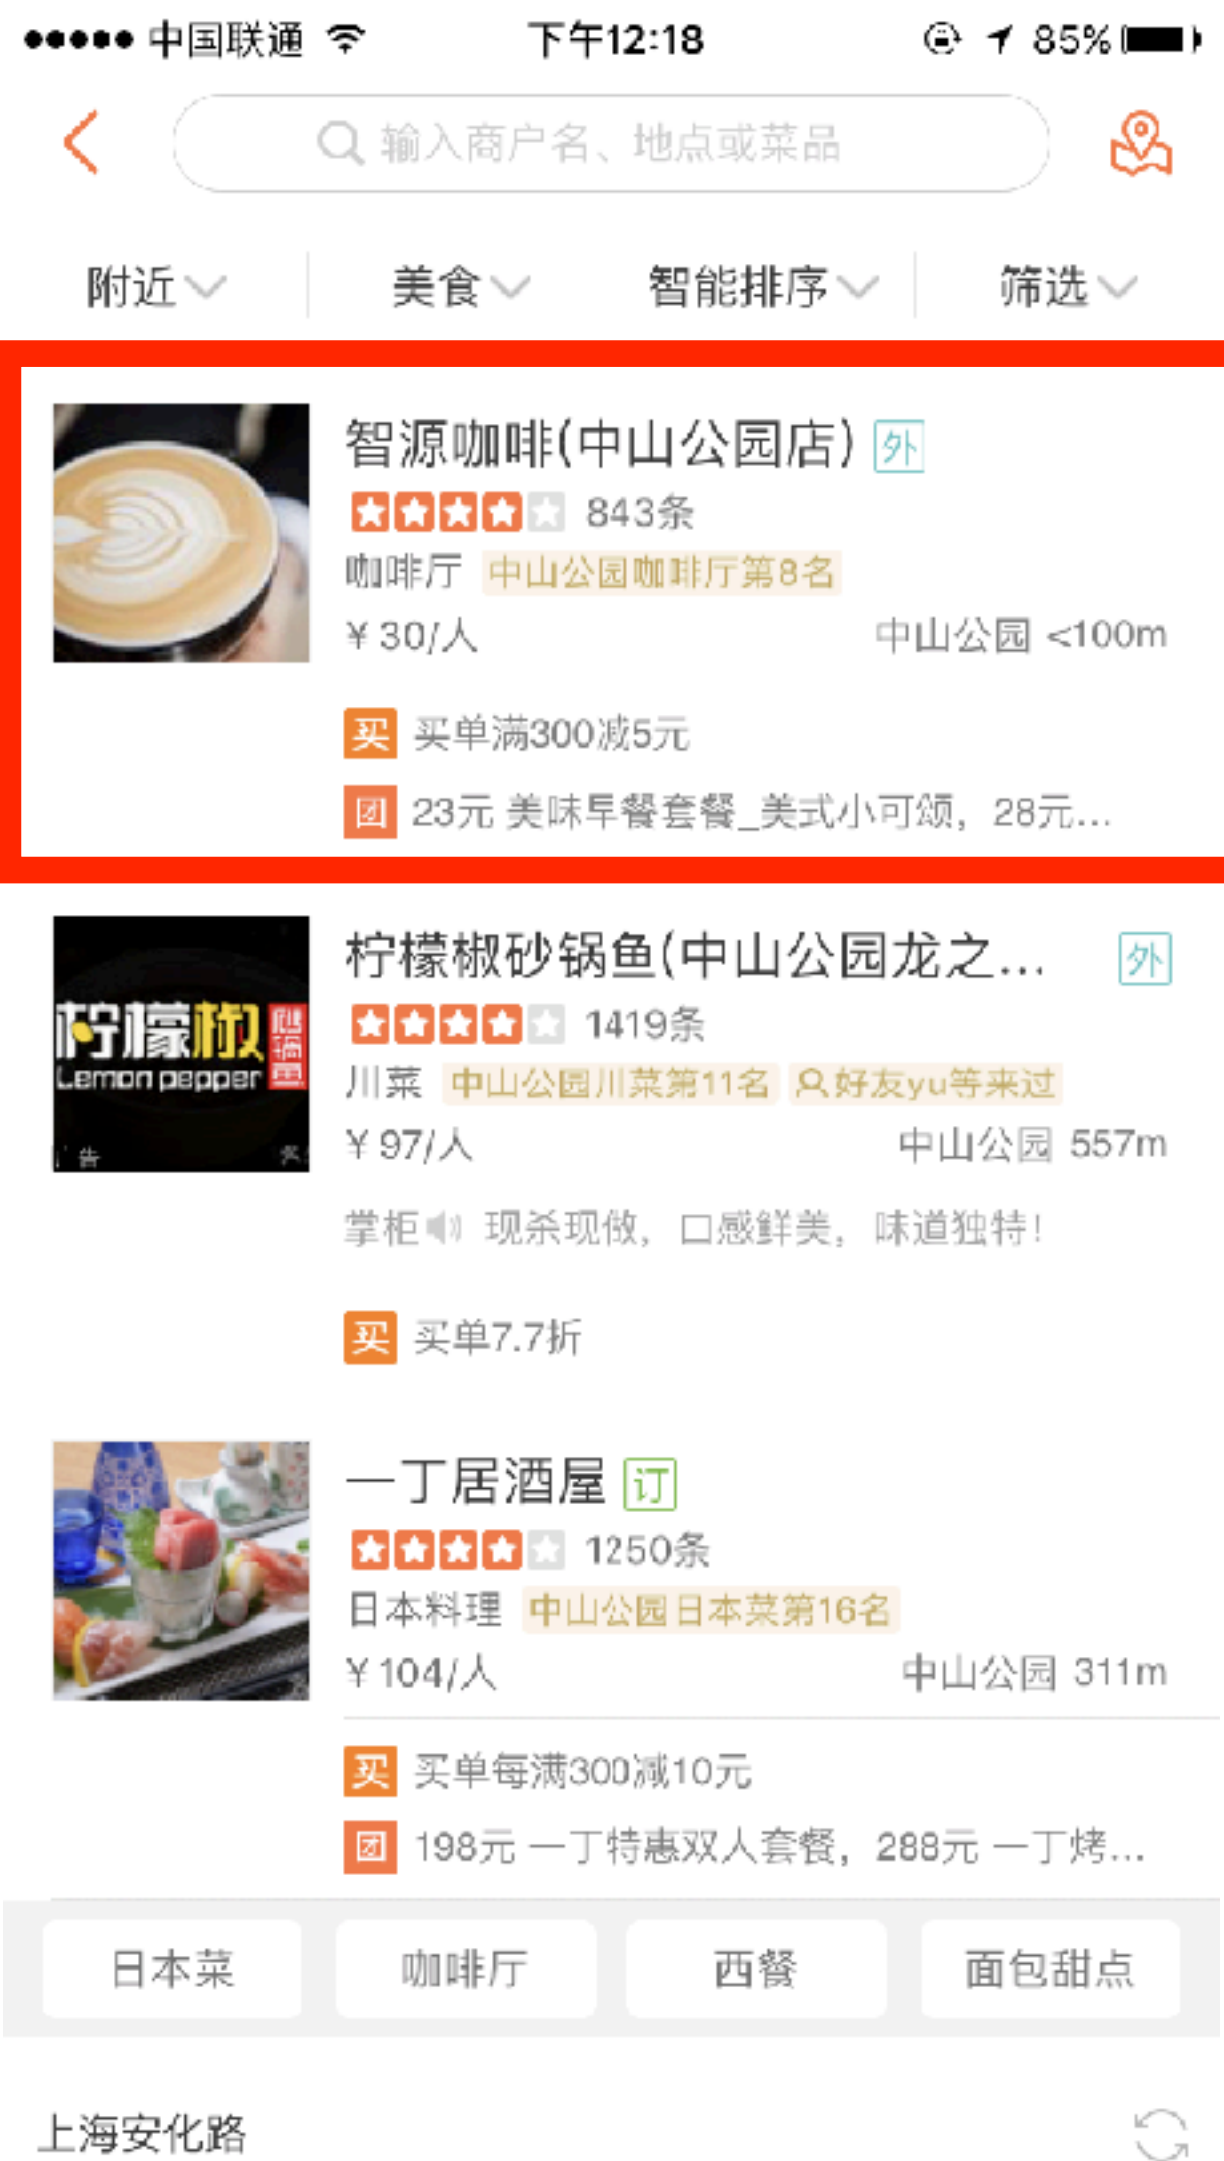 中国联通 下午12:18 85%
输入商户名、地点或菜品
附近 美食 智能排序 筛选
智源咖啡(中山公园店) 外
843条
咖啡厅 中山公园咖啡厅第8名
¥30/人 中山公园 <100m
买 买单满300减5元
团 23元 美味早餐套餐_美式小可颂，28元...
柠檬椒砂锅鱼(中山公园龙之... 外
柠檬椒 砂锅鱼
Lemon pepper
1419条
川菜 中山公园川菜第11名 好友yu等来过
¥97/人 中山公园 557m
掌柜 现杀现做，口感鲜美，味道独特！
买 买单7.7折
一丁居酒屋 订
1250条
日本料理 中山公园日本菜第16名
¥104/人 中山公园 311m
买 买单每满300减10元
团 198元 一丁特惠双人套餐，288元 一丁烤...
日本菜 咖啡厅 西餐 面包甜点
上海安化路